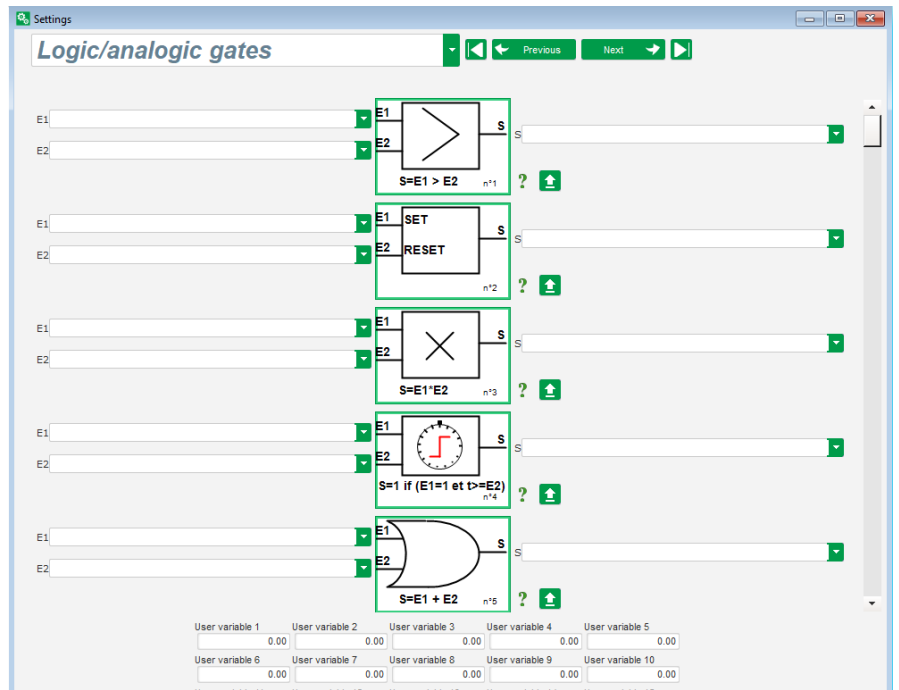 Settings
Logic/analogic gates
Previous
Next
E1
E2
E1
E2
S
S
S=E1 > E2
n°1
?
E1
E2
E1
SET
E2
RESET
S
S
n°2
?
E1
E2
E1
E2
S
S
S=E1*E2
n°3
?
E1
E2
E1
E2
S
S
S=1 if (E1=1 et t>=E2)
n°4
?
E1
E2
E1
E2
S
S
S=E1 + E2
n°5
?
User variable 1 User variable 2 User variable 3 User variable 4 User variable 5
0.00 0.00 0.00 0.00 0.00
User variable 6 User variable 7 User variable 8 User variable 9 User variable 10
0.00 0.00 0.00 0.00 0.00